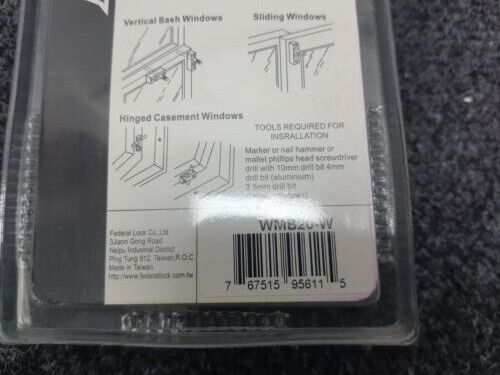 Vertical Sash Windows
Sliding Windows
Hinged Casement Windows
TOOLS REQUIRED FOR
INSRALLATION
Marker or nail hammer or
mallet phillips head screwdriver
drill with 10mm drill bit 4mm
drill bit (aluminium)
3.5mm drill bit
Federal Lock Co.,Ltd.
3Jiann Gong Road
Neipu Industrial District
Ping Tung 912, Taiwan,R.O.C.
Made in Taiwan.
http://www.federallock.com.tw
WMB20-W
7 67515 95611 5